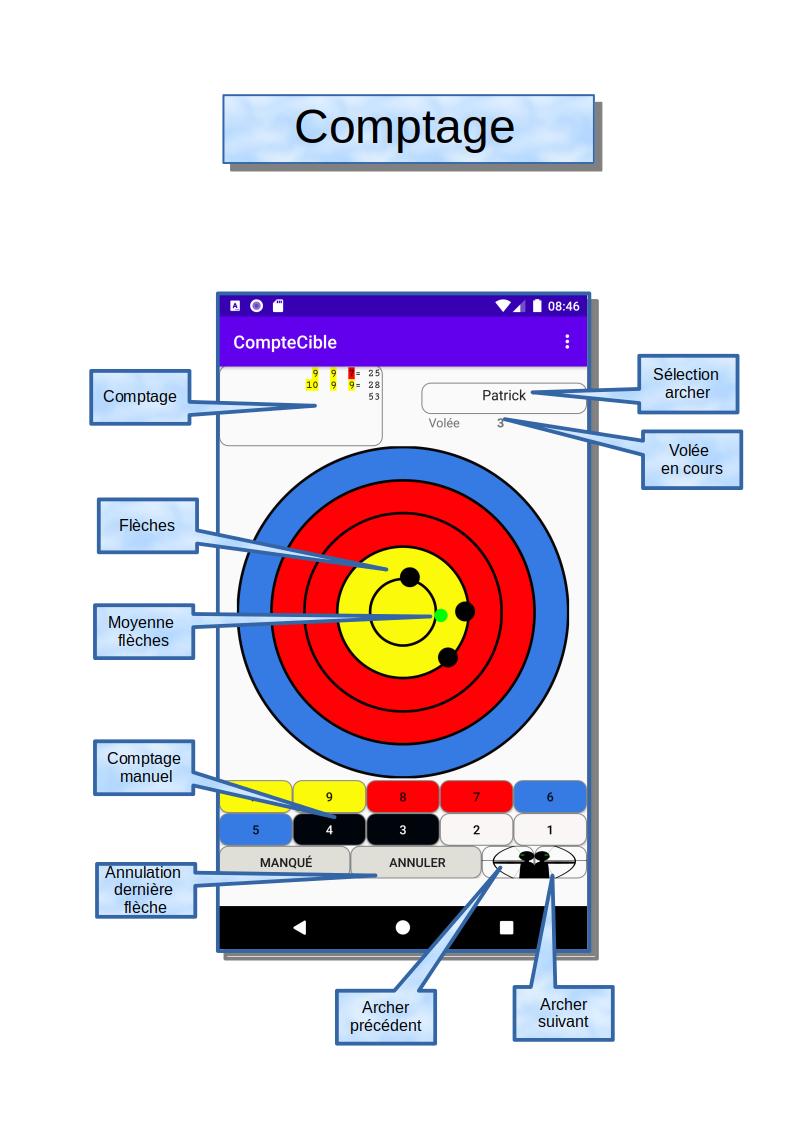 Comptage
08:46
CompteCible
9 9 7= 25
10 9 9= 28
53
Patrick
Volée 3
Comptage
Sélection
archer
Volée
en cours
Flèches
Moyenne
flèches
Comptage
manuel
9 8 7 6
5 4 3 2 1
MANQUÉ ANNULER
Annulation
dernière
flèche
Archer
précédent
Archer
suivant